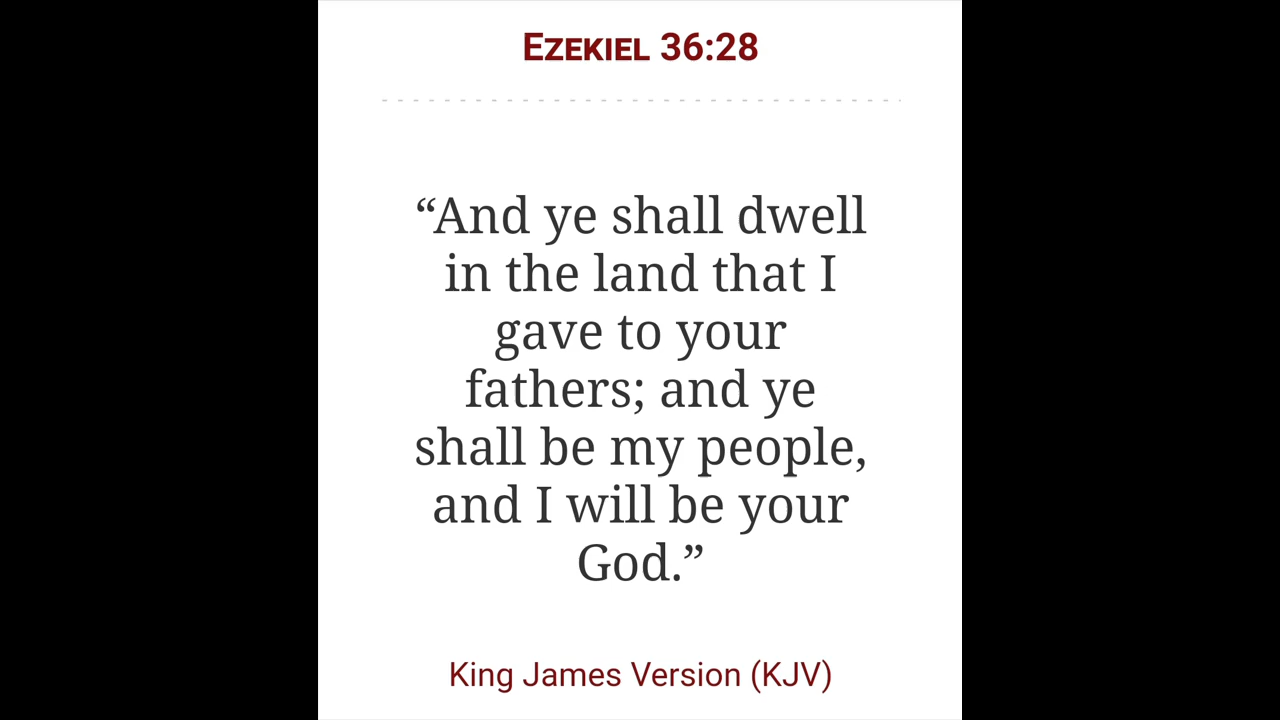 Ezekiel 36:28
“And ye shall dwell
in the land that I
gave to your
fathers; and ye
shall be my people,
and I will be your
God.”
King James Version (KJV)